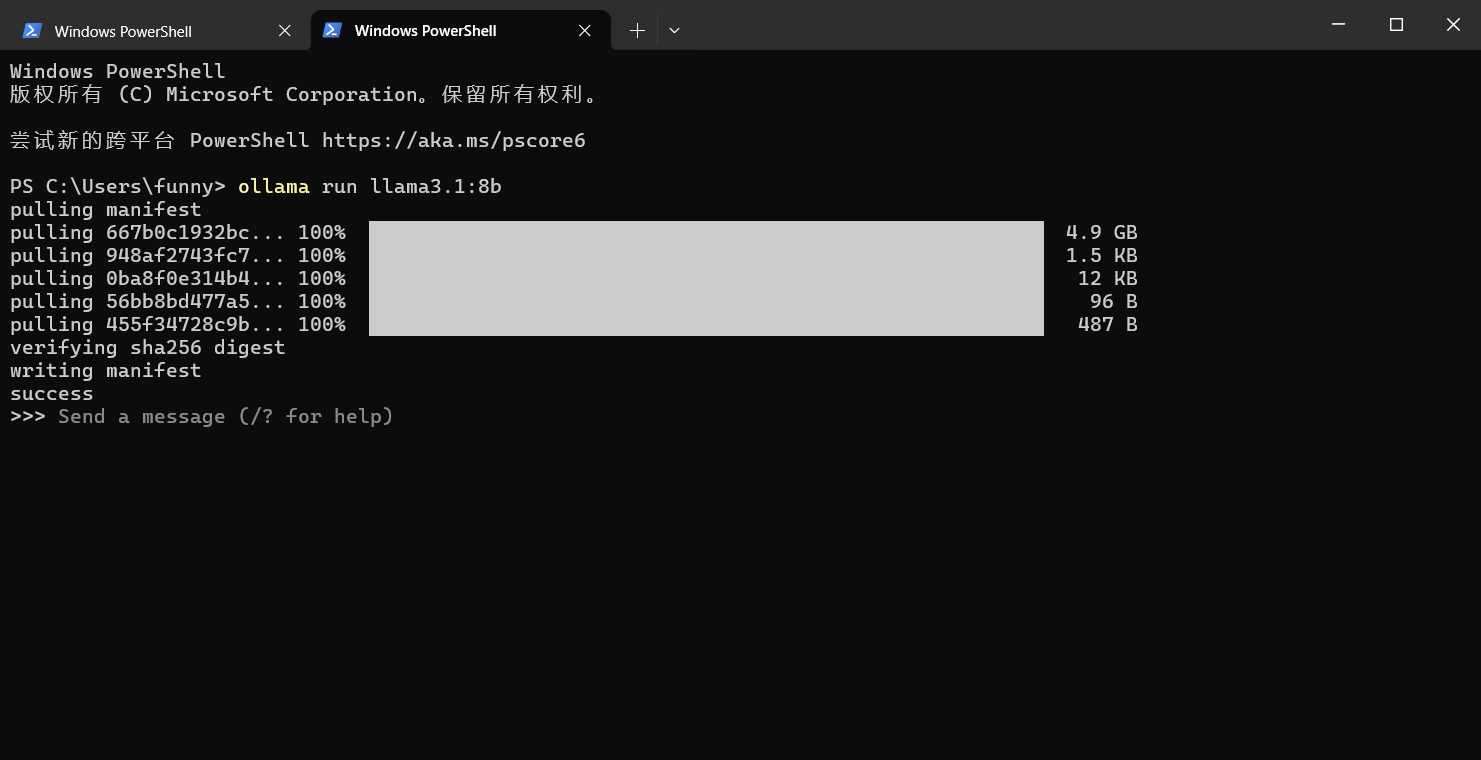 Windows PowerShell
Windows PowerShell
Windows PowerShell
版权所有 (C) Microsoft Corporation。保留所有权利。
尝试新的跨平台 PowerShell https://aka.ms/pscore6
PS C:\Users\funny> ollama run llama3.1:8b
pulling manifest
pulling 667b0c1932bc... 100% 4.9 GB
pulling 948af2743fc7... 100% 1.5 KB
pulling 0ba8f0e314b4... 100% 12 KB
pulling 56bb8bd477a5... 100% 96 B
pulling 455f34728c9b... 100% 487 B
verifying sha256 digest
writing manifest
success
>>> Send a message (/? for help)